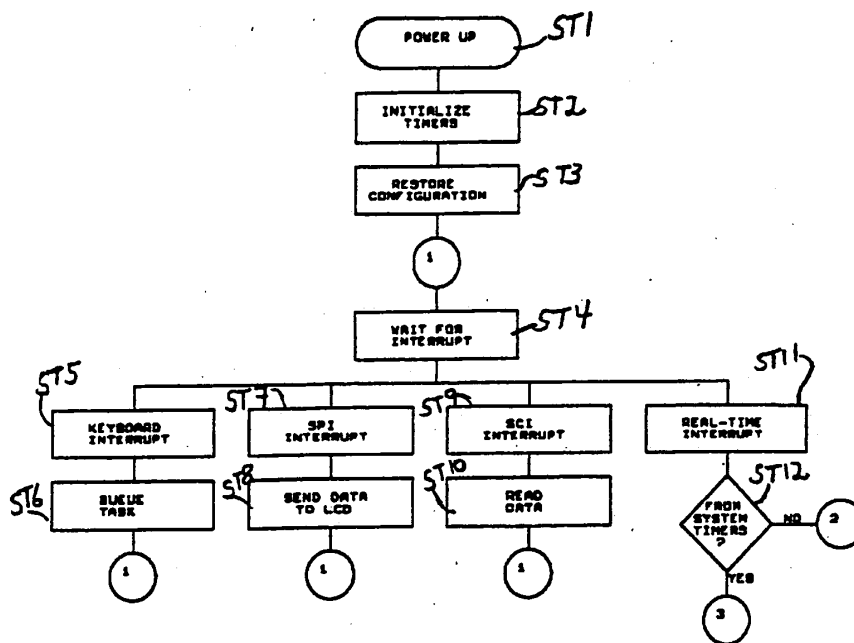 POWER UP
ST1
INITIALIZE
TIMERS
ST2
RESTORE
CONFIGURATION
ST3
1
WAIT FOR
INTERRUPT
ST4
ST5
KEYBOARD
INTERRUPT
ST7
SPI
INTERRUPT
ST9
SCI
INTERRUPT
ST11
REAL-TIME
INTERRUPT
ST6
QUEUE
TASK
ST8
SEND DATA
TO LCD
ST10
READ
DATA
ST12
FROM
SYSTEM
TIMERS
?
NO
2
YES
1
1
1
3